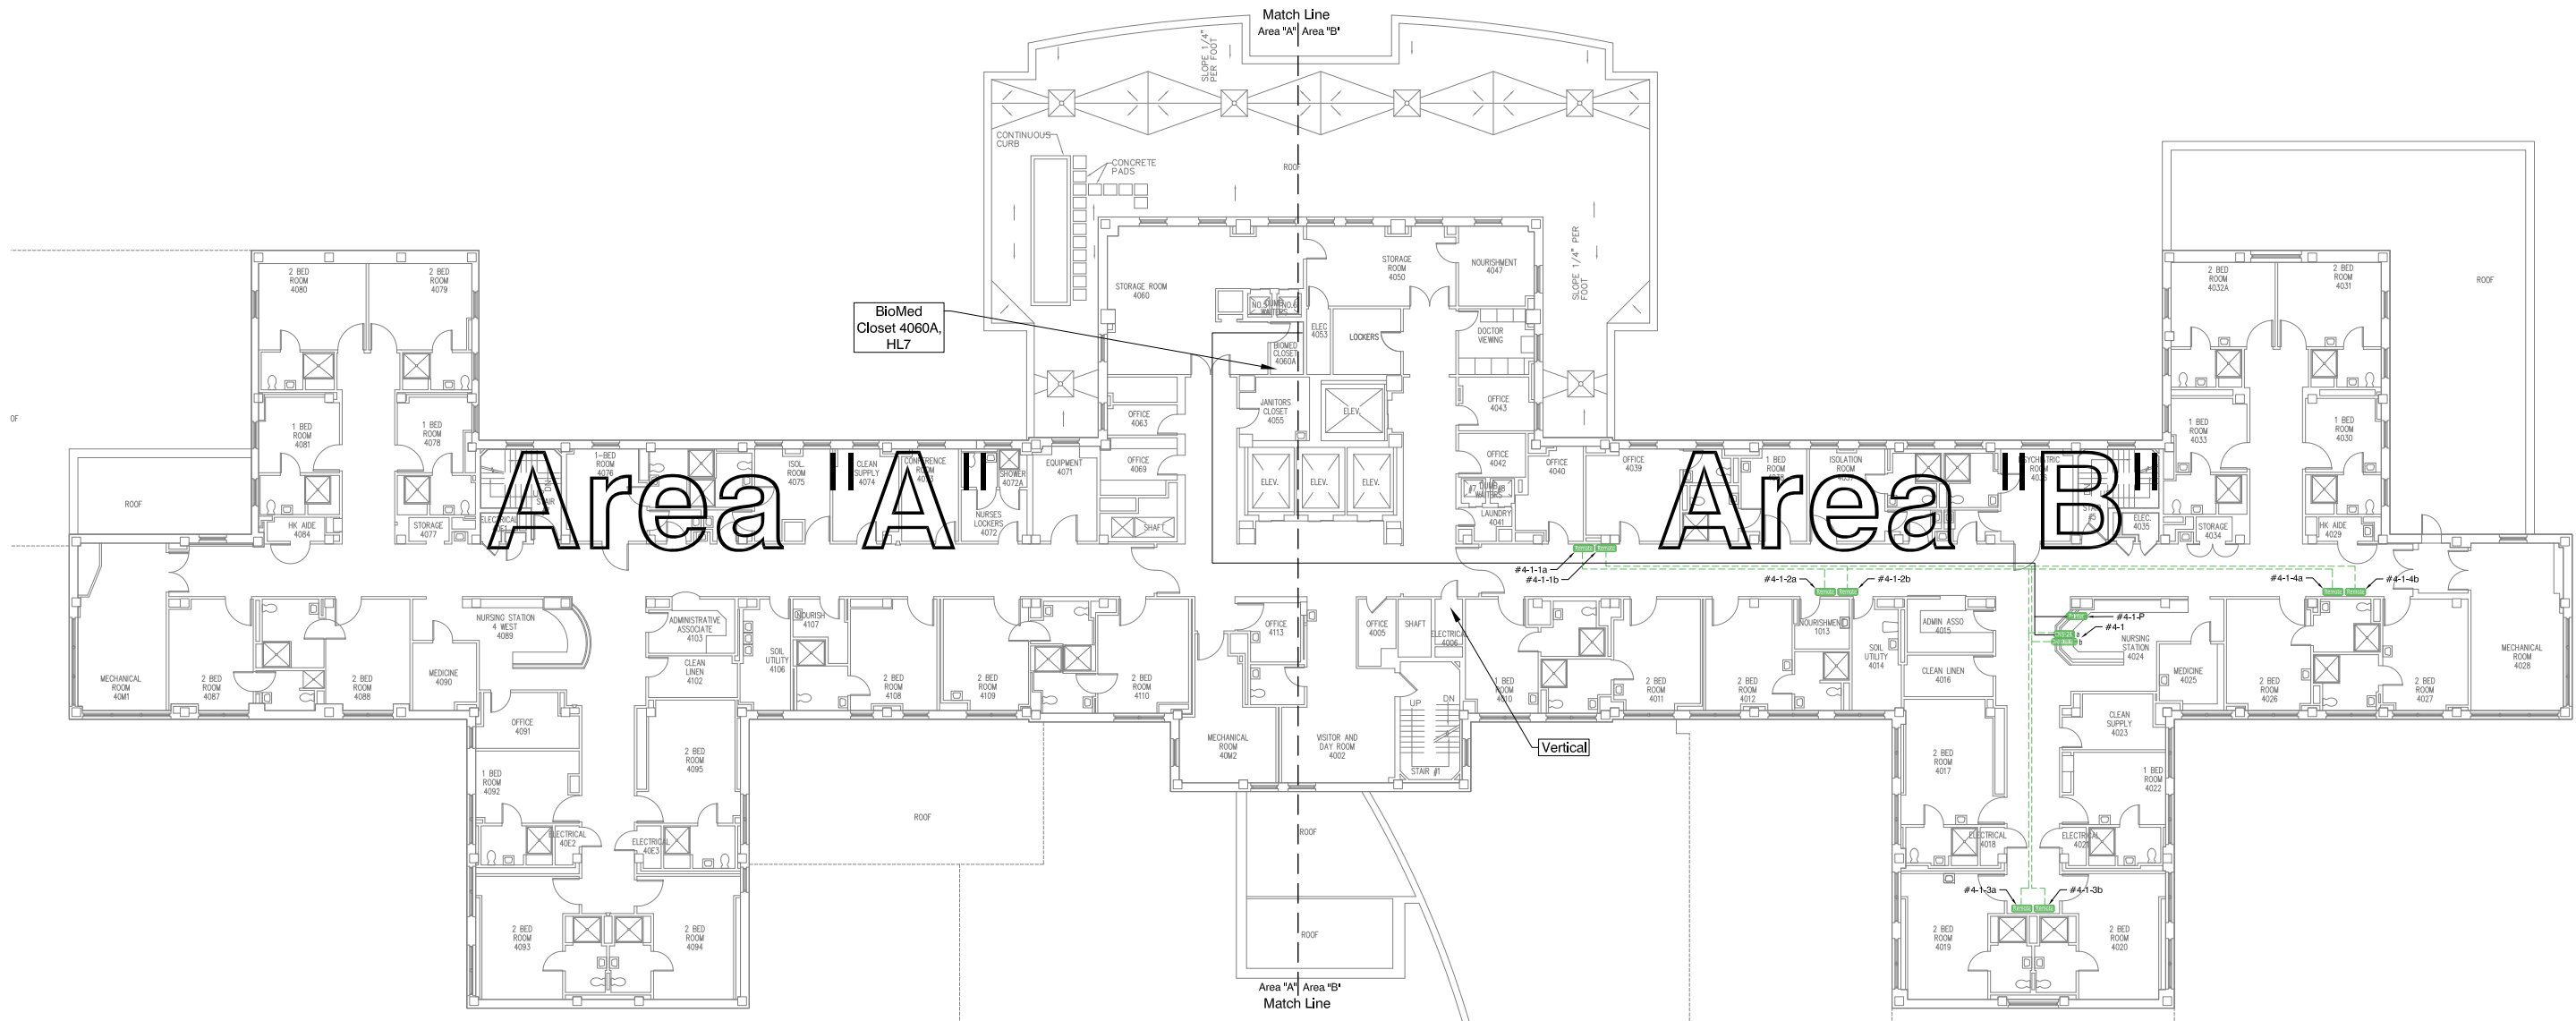 Match Line
Area "A" Area "B"
SLOPE 1/4"
PER FOOT
CONTINUOUS
CURB
CONCRETE
PADS
ROOF
SLOPE 1/4" PER
FOOT
BioMed
Closet 4060A,
HL7
STORAGE ROOM
4060
STORAGE
ROOM
4050
NOURISHMENT
4047
ELEC
4053
LOCKERS
DOCTOR
VIEWING
BIOMED
CLOSET
4060A
JANITORS
CLOSET
4055
ELEV.
ELEV.
ELEV.
ELEV.
OFFICE
4063
OFFICE
4069
SHAFT
OFFICE
4043
OFFICE
4042
LAUNDRY
4041
OFFICE
4040
OFFICE
4039
2 BED
ROOM
4080
2 BED
ROOM
4079
1 BED
ROOM
4081
1 BED
ROOM
4078
HK AIDE
4084
STORAGE
4077
OF
ROOF
1-BED
ROOM
4076
ISOL.
ROOM
4075
CLEAN
SUPPLY
4074
SHOWER
4072A
NURSES
LOCKERS
4072
EQUIPMENT
4071
Area "A"
Area "B"
1 BED
ROOM
ISOLATION
ROOM
ELEC.
4035
2 BED
ROOM
4032A
2 BED
ROOM
4031
ROOF
1 BED
ROOM
4033
1 BED
ROOM
4030
STORAGE
4034
HK AIDE
4029
#4-1-1a
#4-1-1b
#4-1-2a
#4-1-2b
#4-1-4a
#4-1-4b
#4-1-P
#4-1
a
b
MECHANICAL
ROOM
40M1
2 BED
ROOM
4087
2 BED
ROOM
4088
MEDICINE
4090
NURSING STATION
4 WEST
4089
ADMINISTRATIVE
ASSOCIATE
4103
CLEAN
LINEN
4102
SOIL
UTILITY
4106
NOURISH
4107
2 BED
ROOM
4108
2 BED
ROOM
4109
2 BED
ROOM
4110
OFFICE
4113
OFFICE
4005
SHAFT
ELECTRICAL
4006
MECHANICAL
ROOM
40M2
VISITOR AND
DAY ROOM
4002
UP
DN
STAIR #1
Vertical
1 BED
ROOM
4010
2 BED
ROOM
4011
2 BED
ROOM
4012
NOURISHMENT
1013
SOIL
UTILITY
4014
ADMIN ASSO
4015
CLEAN LINEN
4016
NURSING
STATION
4024
MEDICINE
4025
2 BED
ROOM
4026
2 BED
ROOM
4027
MECHANICAL
ROOM
4028
OFFICE
4091
1 BED
ROOM
4092
2 BED
ROOM
4095
ELECTRICAL
40E2
ELECTRICAL
40E3
2 BED
ROOM
4093
2 BED
ROOM
4094
ROOF
ROOF
ROOF
CLEAN
SUPPLY
4023
2 BED
ROOM
4017
1 BED
ROOM
4022
ELECTRICAL
4018
ELECTRICAL
4021
#4-1-3a
#4-1-3b
2 BED
ROOM
4019
2 BED
ROOM
4020
Area "A" Area "B"
Match Line